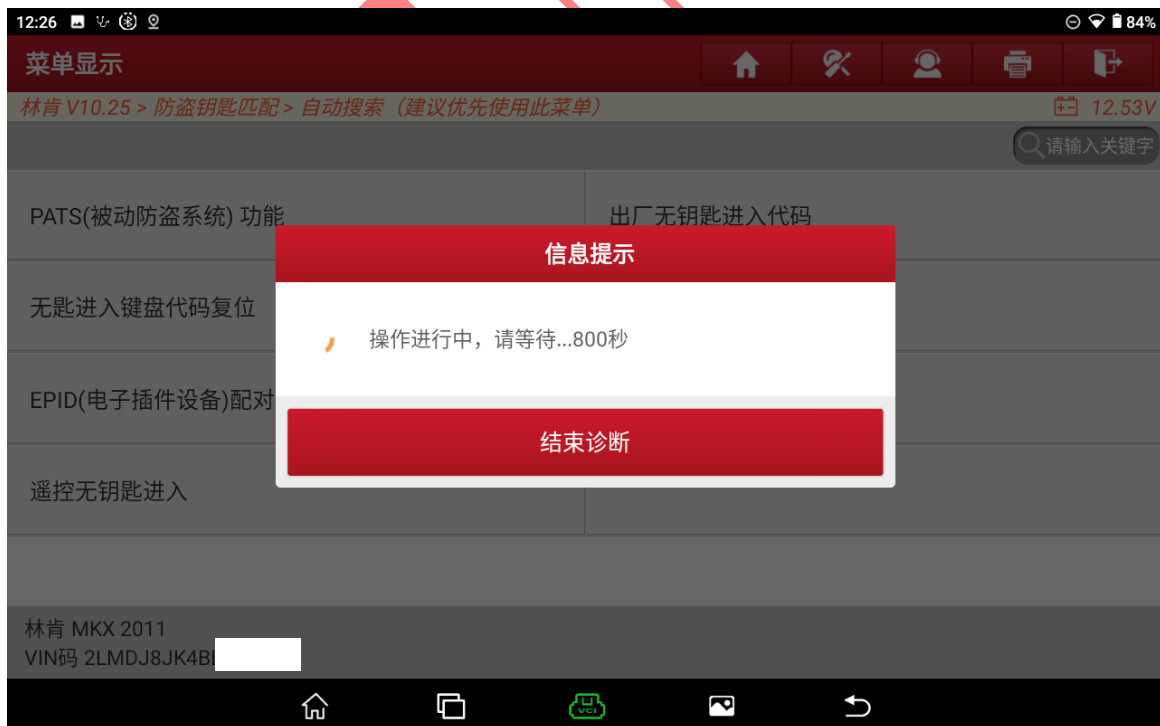 12:26
84%
菜单显示
林肯 V10.25 > 防盗钥匙匹配 > 自动搜索（建议优先使用此菜单）
12.53V
请输入关键字
PATS(被动防盗系统) 功能
出厂无钥匙进入代码
信息提示
无匙进入键盘代码复位
操作进行中，请等待...800秒
EPID(电子插件设备)配对
结束诊断
遥控无钥匙进入
林肯 MKX 2011
VIN码 2LMDJ8JK4B
VCI